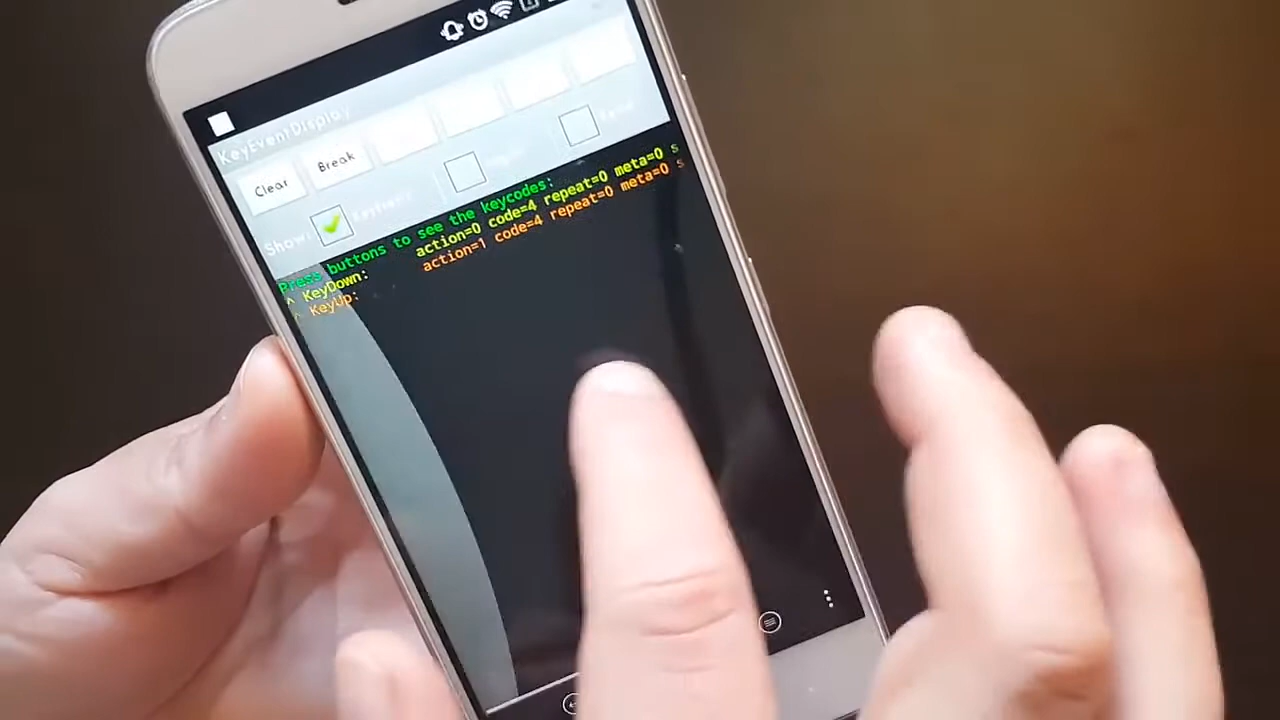 KeyEventDisplay
Clear Break
Show: KeyEvents
Press buttons to see the keycodes:
^ KeyDown: action=0 code=4 repeat=0 meta=0 s
^ KeyUp: action=1 code=4 repeat=0 meta=0 s